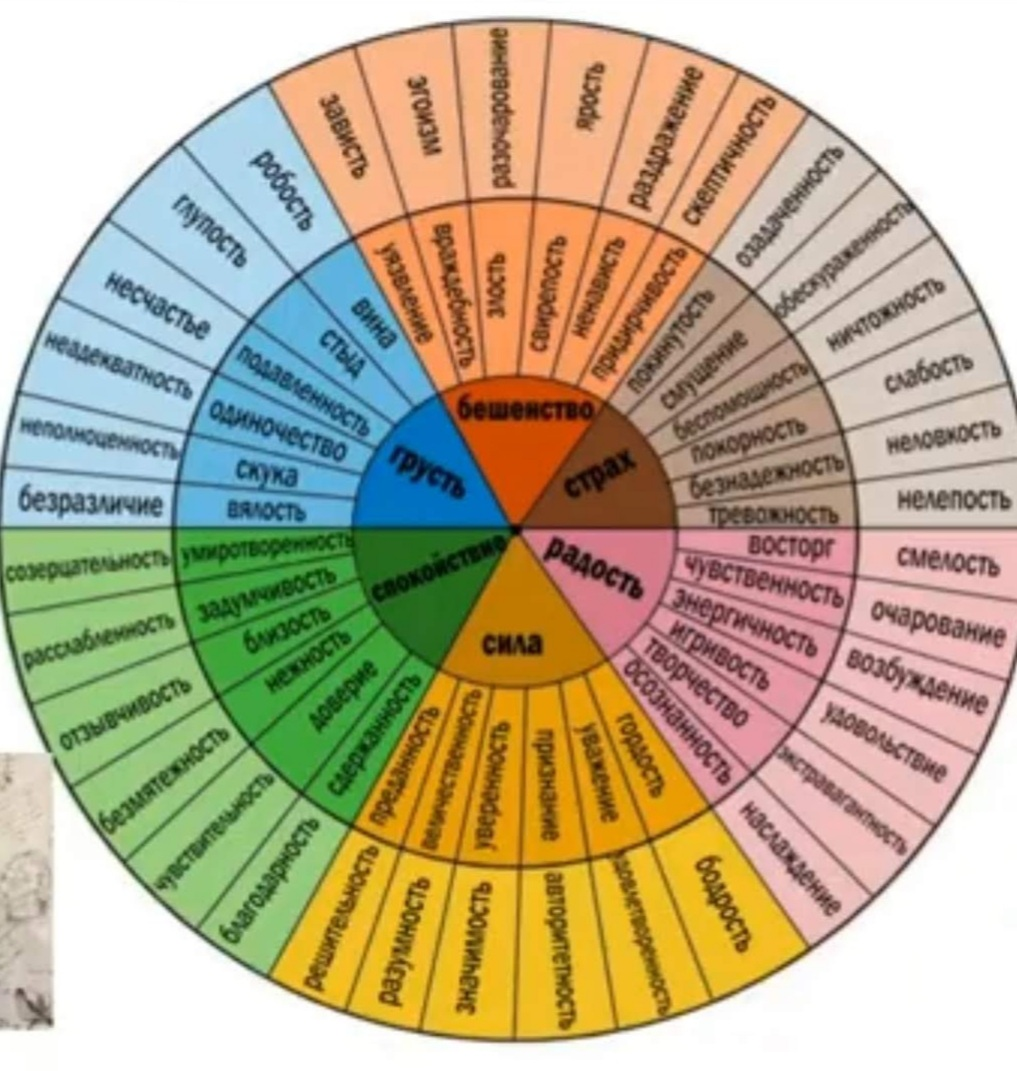 зависть
эгоизм
разочарование
ярость
раздражение
скептичность
озадаченность
обескураженность
ничтожность
слабость
неловкость
нелепость
смелость
очарование
возбуждение
удовольствие
экстравагантность
наслаждение
бодрость
удовлетворенность
авторитетность
значимость
разумность
решительность
благодарность
чувствительность
безмятежность
отзывчивость
расслабленность
созерцательность
безразличие
неполноценность
неадекватность
несчастье
глупость
робость
уязвление
враждебность
злость
свирепость
ненависть
придирчивость
покинутость
смущение
беспомощность
покорность
безнадежность
тревожность
восторг
чувственность
энергичность
игривость
творчество
осознанность
гордость
уважение
признание
уверенность
величественность
преданность
сдержанность
доверие
нежность
близость
задумчивость
умиротворенность
вялость
скука
одиночество
подавленность
стыд
вина
бешенство
страх
радость
сила
спокойствие
грусть